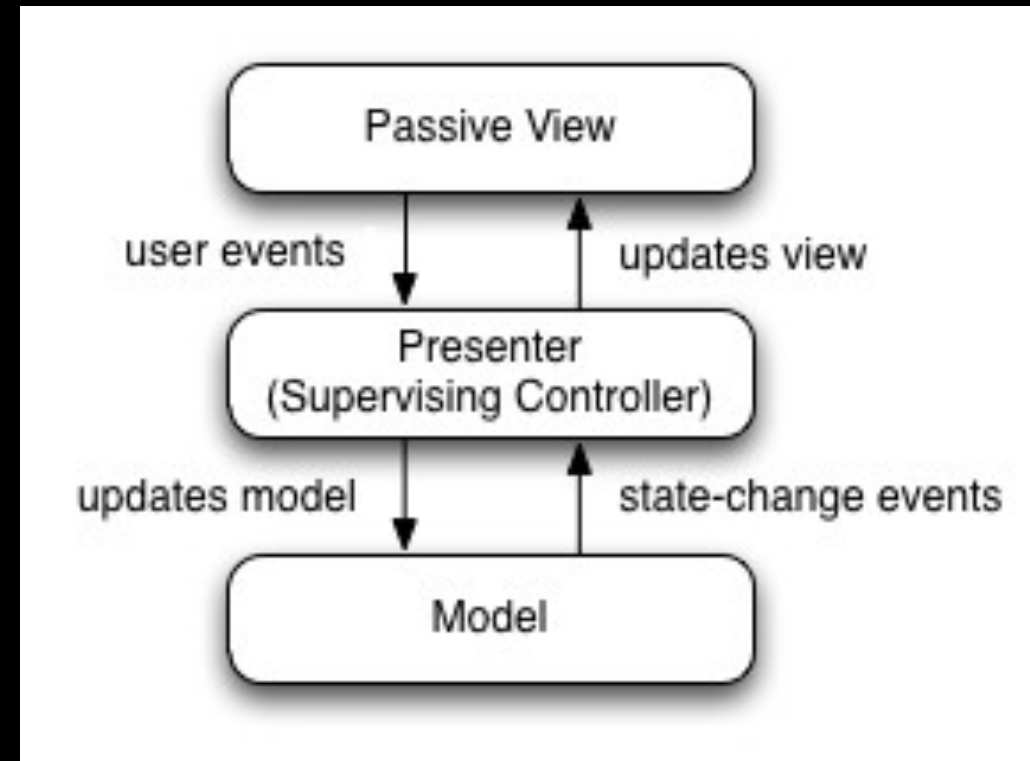 Passive View
user events
updates view
Presenter
(Supervising Controller)
updates model
state-change events
Model